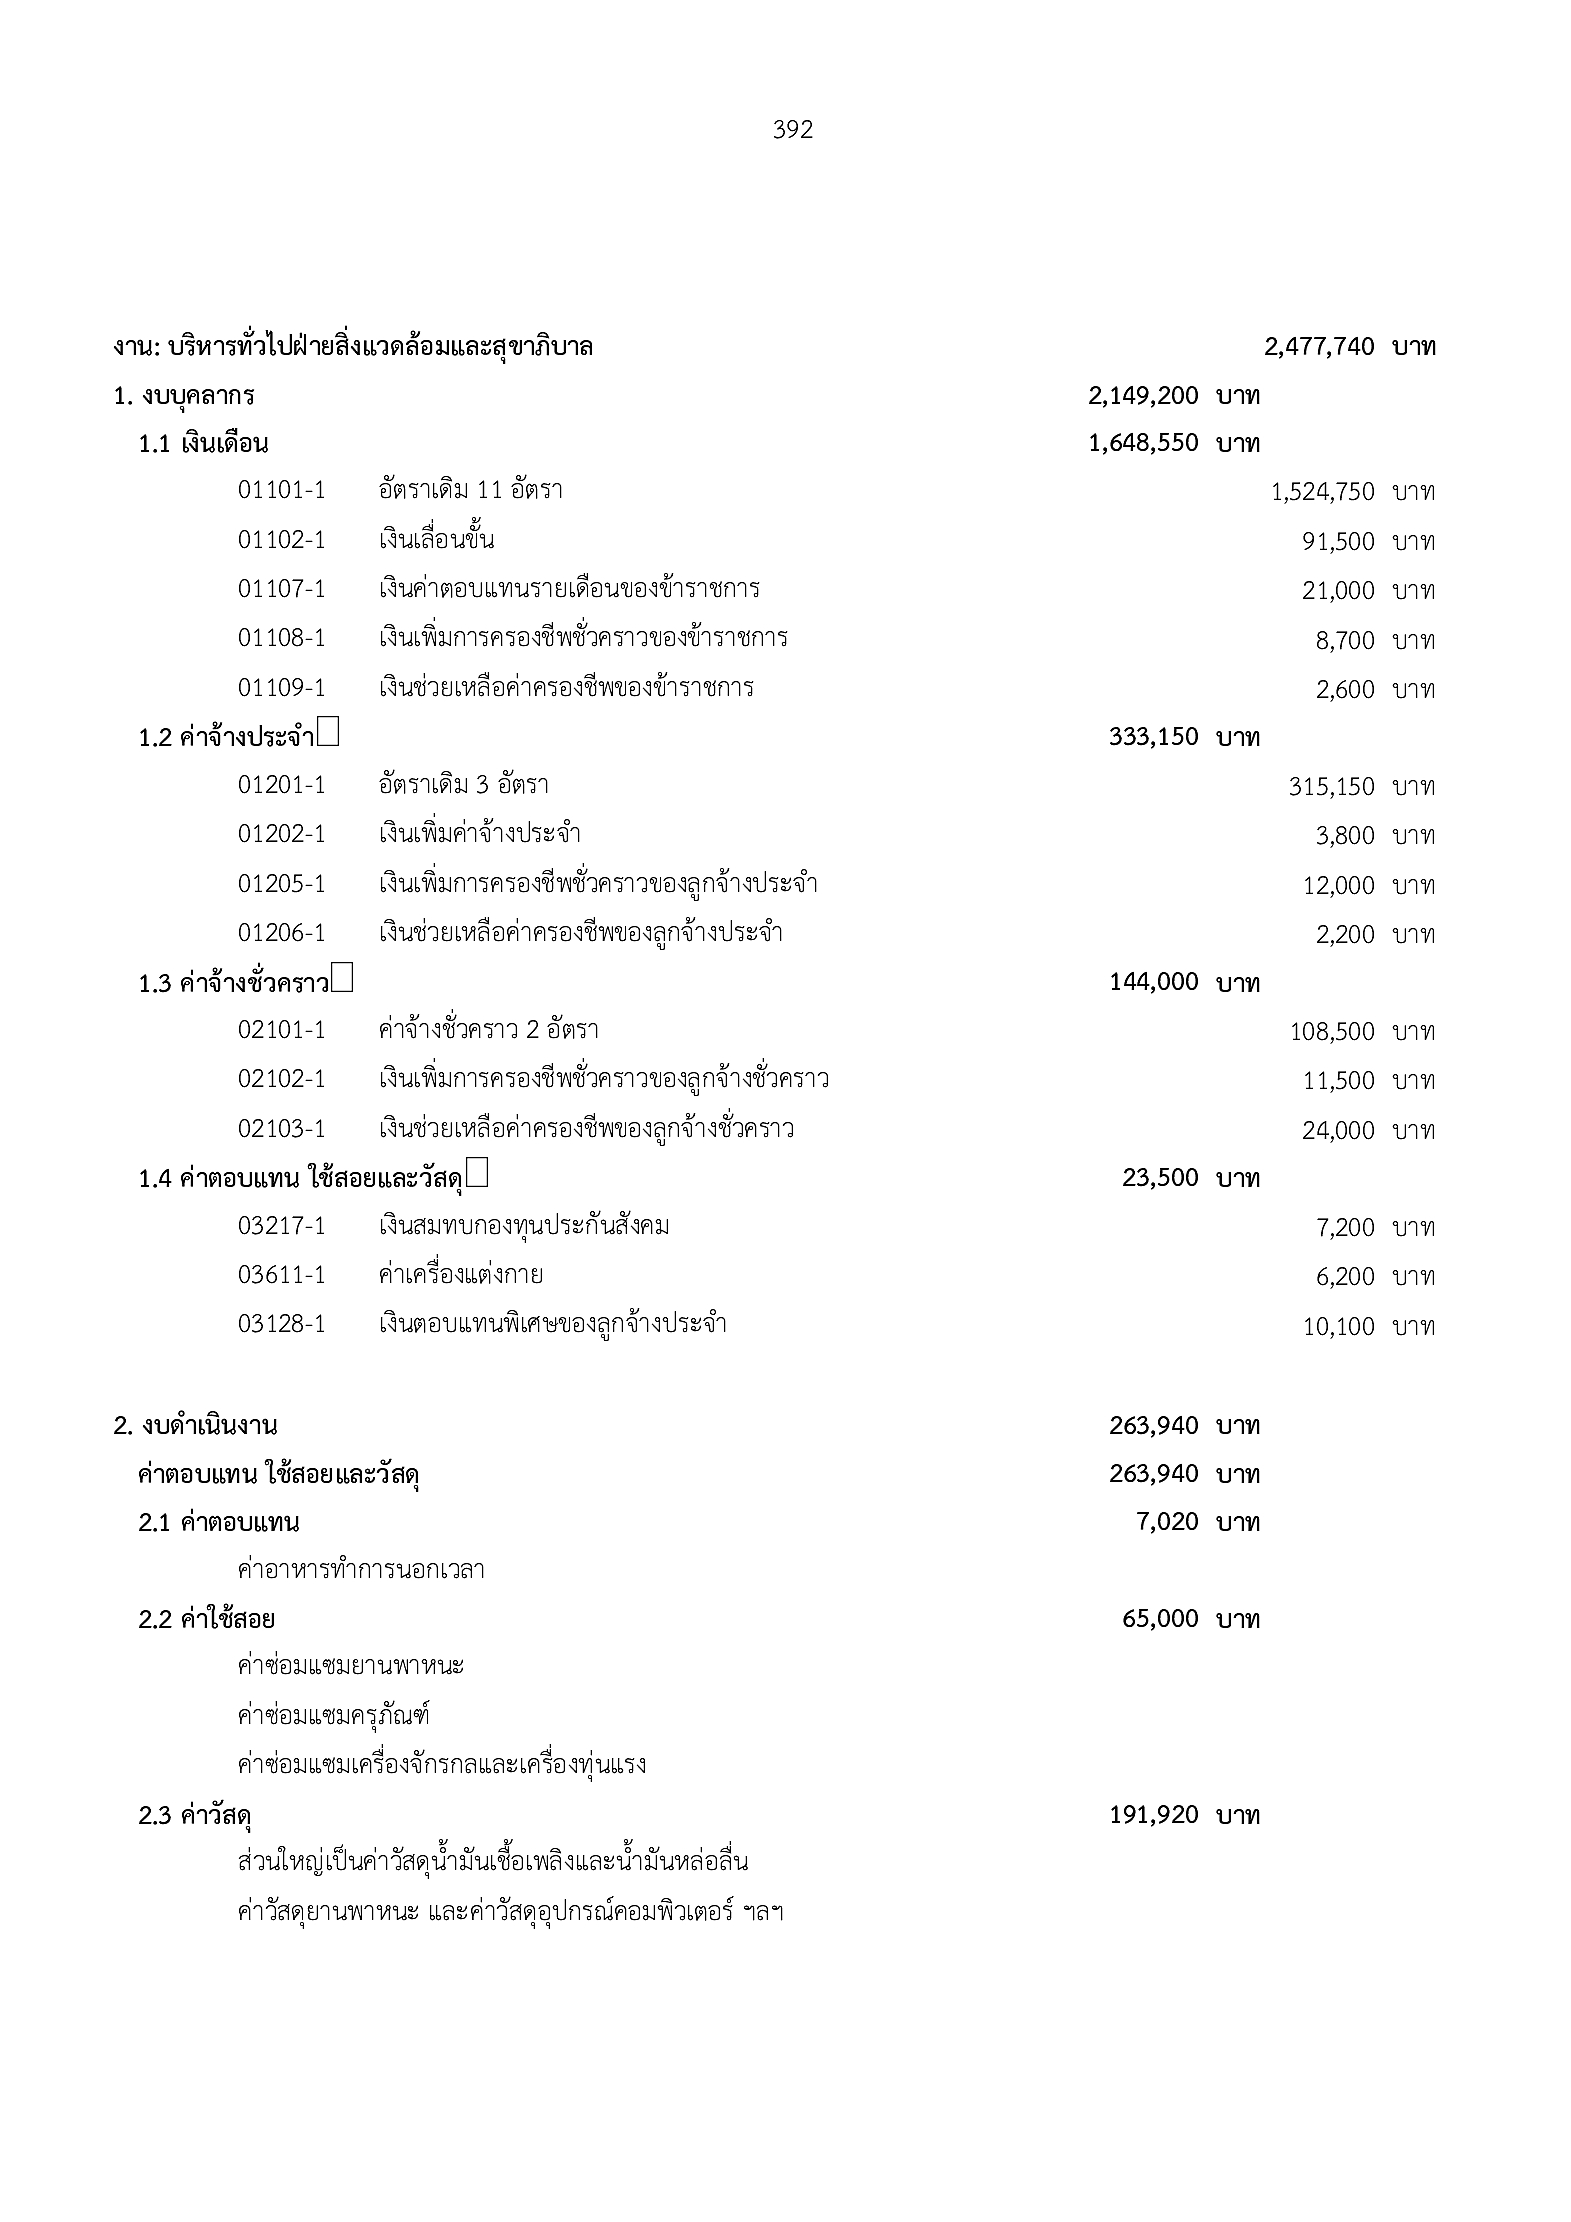 392
งาน: บริหารทั่วไปฝ่ายสิ่งแวดล้อมและสุขาภิบาล 2,477,740 บาท
1. งบบุคลากร 2,149,200 บาท
1.1 เงินเดือน 1,648,550 บาท
01101-1 อัตราเดิม 11 อัตรา 1,524,750 บาท
01102-1 เงินเลื่อนขั้น 91,500 บาท
01107-1 เงินค่าตอบแทนรายเดือนของข้าราชการ 21,000 บาท
01108-1 เงินเพิ่มการครองชีพชั่วคราวของข้าราชการ 8,700 บาท
01109-1 เงินช่วยเหลือค่าครองชีพของข้าราชการ 2,600 บาท
1.2 ค่าจ้างประจำ 333,150 บาท
01201-1 อัตราเดิม 3 อัตรา 315,150 บาท
01202-1 เงินเพิ่มค่าจ้างประจำ 3,800 บาท
01205-1 เงินเพิ่มการครองชีพชั่วคราวของลูกจ้างประจำ 12,000 บาท
01206-1 เงินช่วยเหลือค่าครองชีพของลูกจ้างประจำ 2,200 บาท
1.3 ค่าจ้างชั่วคราว 144,000 บาท
02101-1 ค่าจ้างชั่วคราว 2 อัตรา 108,500 บาท
02102-1 เงินเพิ่มการครองชีพชั่วคราวของลูกจ้างชั่วคราว 11,500 บาท
02103-1 เงินช่วยเหลือค่าครองชีพของลูกจ้างชั่วคราว 24,000 บาท
1.4 ค่าตอบแทน ใช้สอยและวัสดุ 23,500 บาท
03217-1 เงินสมทบกองทุนประกันสังคม 7,200 บาท
03611-1 ค่าเครื่องแต่งกาย 6,200 บาท
03128-1 เงินตอบแทนพิเศษของลูกจ้างประจำ 10,100 บาท
2. งบดำเนินงาน 263,940 บาท
ค่าตอบแทน ใช้สอยและวัสดุ 263,940 บาท
2.1 ค่าตอบแทน 7,020 บาท
ค่าอาหารทำการนอกเวลา
2.2 ค่าใช้สอย 65,000 บาท
ค่าซ่อมแซมยานพาหนะ
ค่าซ่อมแซมครุภัณฑ์
ค่าซ่อมแซมเครื่องจักรกลและเครื่องทุ่นแรง
2.3 ค่าวัสดุ 191,920 บาท
ส่วนใหญ่เป็นค่าวัสดุน้ำมันเชื้อเพลิงและน้ำมันหล่อลื่น
ค่าวัสดุยานพาหนะ และค่าวัสดุอุปกรณ์คอมพิวเตอร์ ฯลฯ